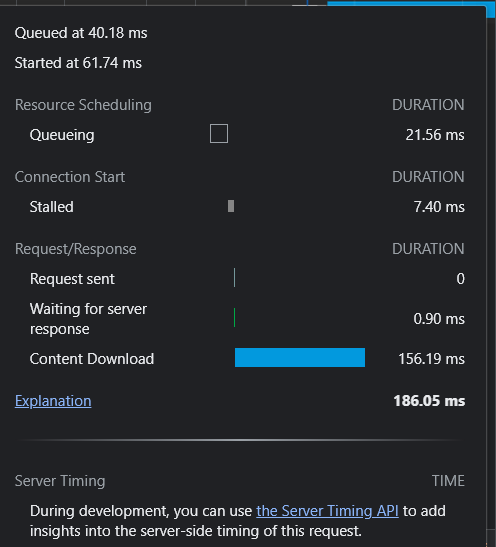 Queued at 40.18 ms
Started at 61.74 ms
Resource Scheduling DURATION
Queueing 21.56 ms
Connection Start DURATION
Stalled 7.40 ms
Request/Response DURATION
Request sent 0
Waiting for server
response 0.90 ms
Content Download 156.19 ms
Explanation 186.05 ms
Server Timing TIME
During development, you can use the Server Timing API to add
insights into the server-side timing of this request.